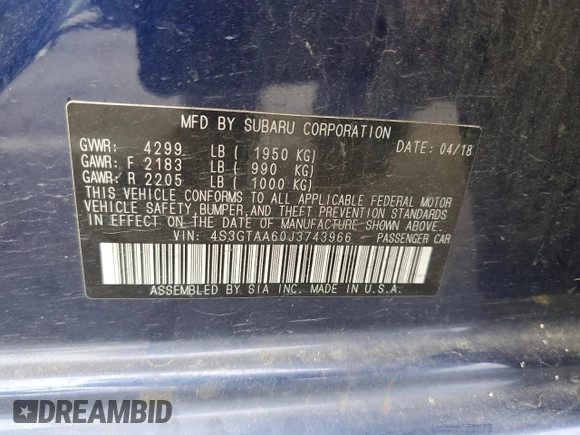 MFD BY SUBARU CORPORATION
GVWR: 4299 LB ( 1950 KG) DATE: 04/18
GAWR: F 2183 LB ( 990 KG)
GAWR: R 2205 LB ( 1000 KG)
THIS VEHICLE CONFORMS TO ALL APPLICABLE FEDERAL MOTOR
VEHICLE SAFETY, BUMPER, AND THEFT PREVENTION STANDARDS
IN EFFECT ON THE DATE OF MANUFACTURE SHOWN ABOVE.
VIN: 4S3GTAA60J3743966 PASSENGER CAR
ASSEMBLED BY SIA INC. MADE IN U.S.A.
DREAMBID